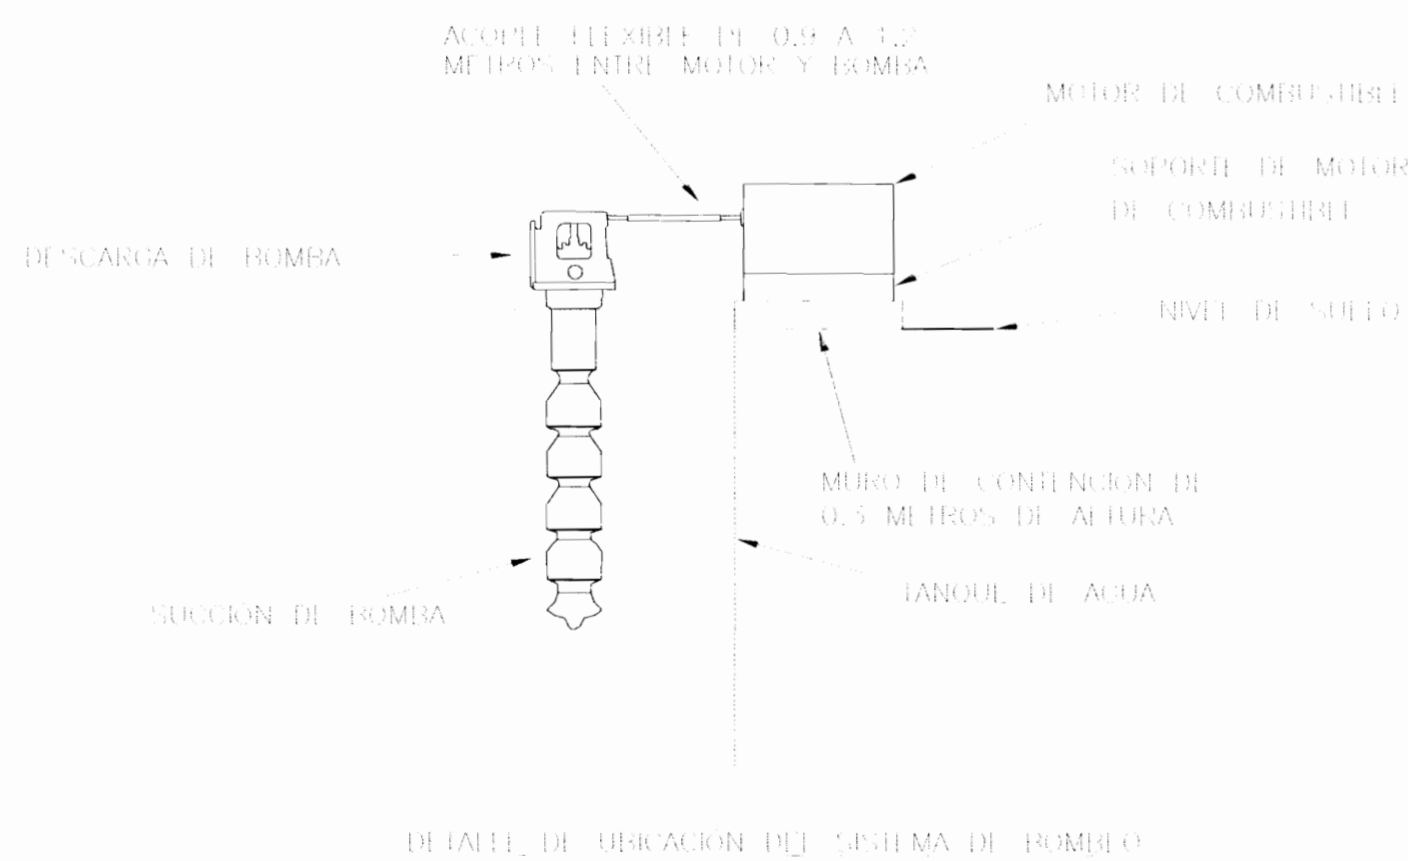 ACOPLE FLEXIBLE DE 0.9 A 1.2
METROS ENTRE MOTOR Y BOMBA
MOTOR DE COMBUSTIBLE
SOPORTE DE MOTOR
DE COMBUSTIBLE
DESCARGA DE BOMBA
NIVEL DE SUELO
MURO DE CONTENCION DE
METROS DE ALTURA
TANQUE DE AGUA
SUCCION DE BOMBA
DETALLE DE UBICACION DEL SISTEMA DE BOMBEO